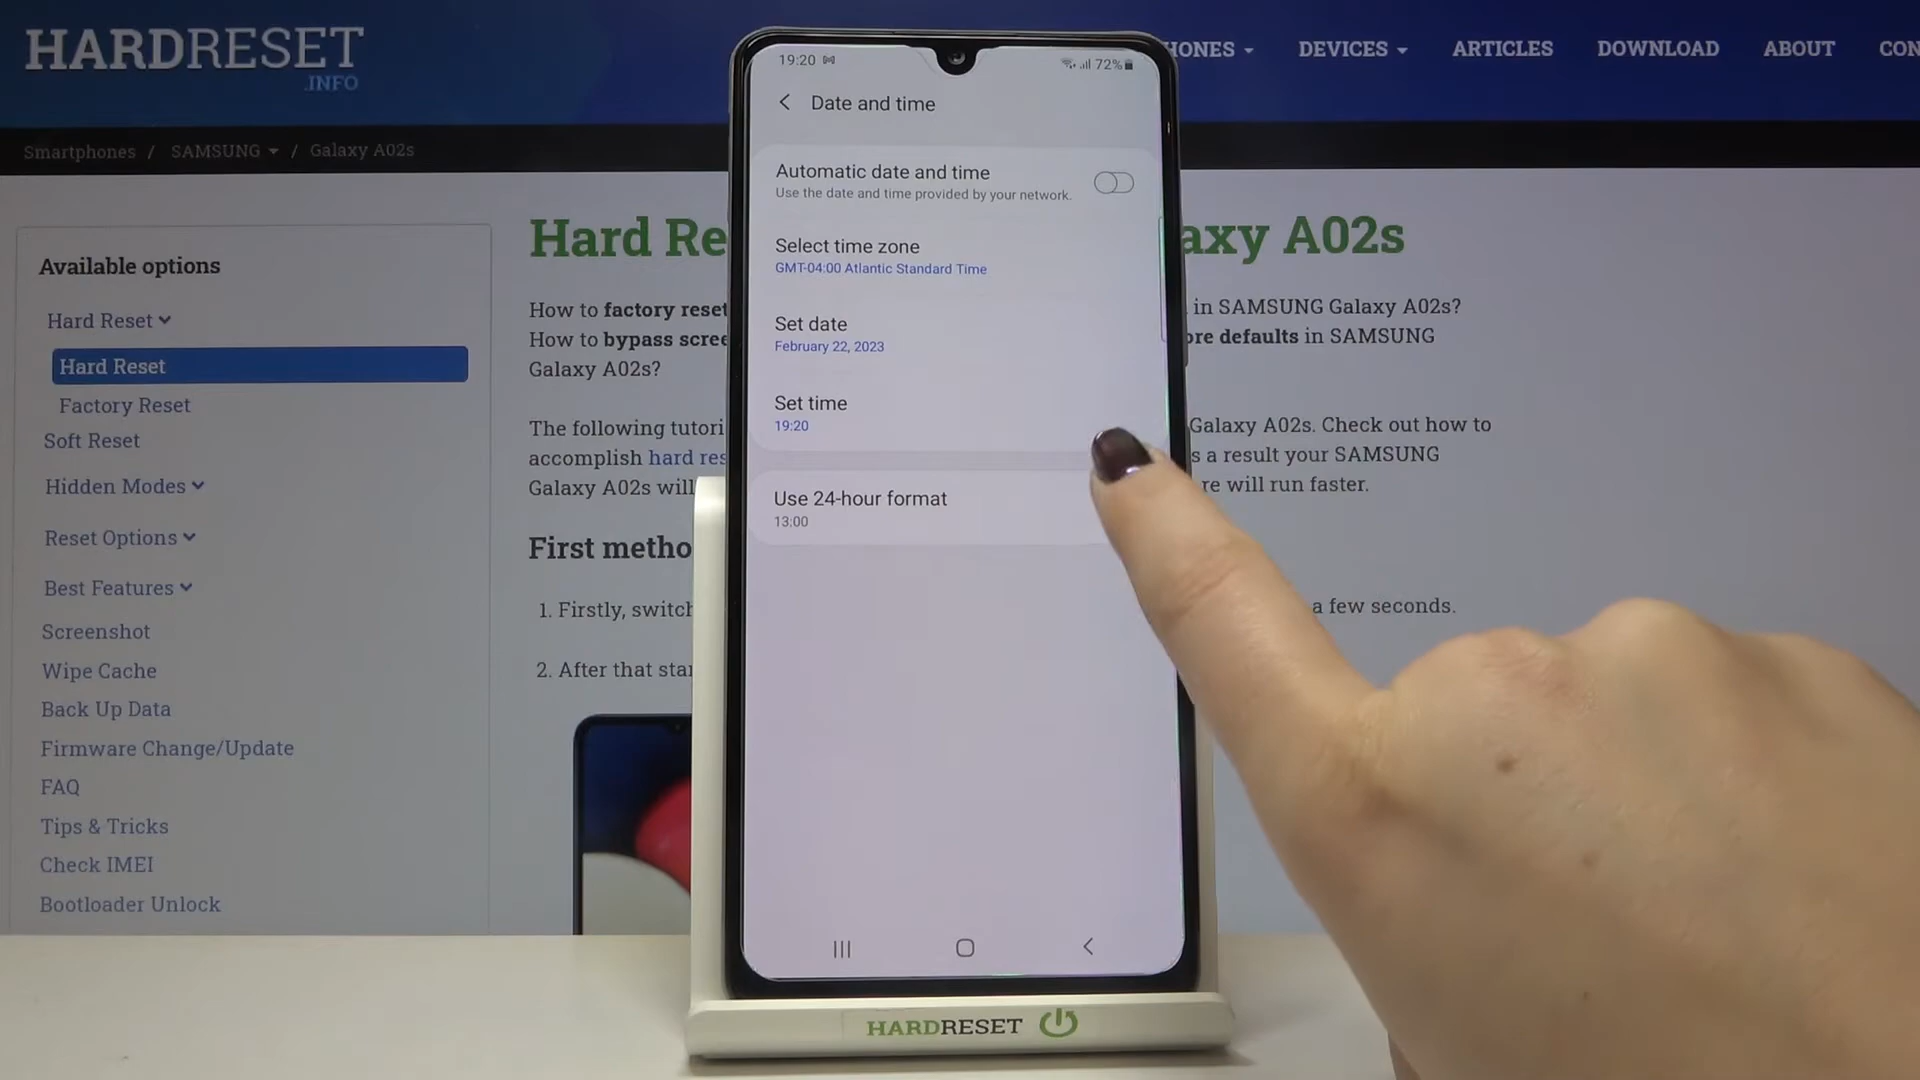 HARDRESET
.INFO
HONES
DEVICES
ARTICLES
DOWNLOAD
ABOUT
CON
Smartphones / SAMSUNG / Galaxy A02s
Available options
Hard Reset
Hard Reset
Factory Reset
Soft Reset
Hidden Modes
Reset Options
Best Features
Screenshot
Wipe Cache
Back Up Data
Firmware Change/Update
FAQ
Tips & Tricks
Check IMEI
Bootloader Unlock
Hard Re
axy A02s
How to factory reset
in SAMSUNG Galaxy A02s?
How to bypass scree
ore defaults in SAMSUNG
Galaxy A02s?
The following tutori
Galaxy A02s. Check out how to
accomplish hard res
s a result your SAMSUNG
Galaxy A02s will
re will run faster.
First metho
1. Firstly, switch
a few seconds.
2. After that star
19:20
72%
Date and time
Automatic date and time
Use the date and time provided by your network.
Select time zone
GMT-04:00 Atlantic Standard Time
Set date
February 22, 2023
Set time
19:20
Use 24-hour format
13:00
HARDRESET